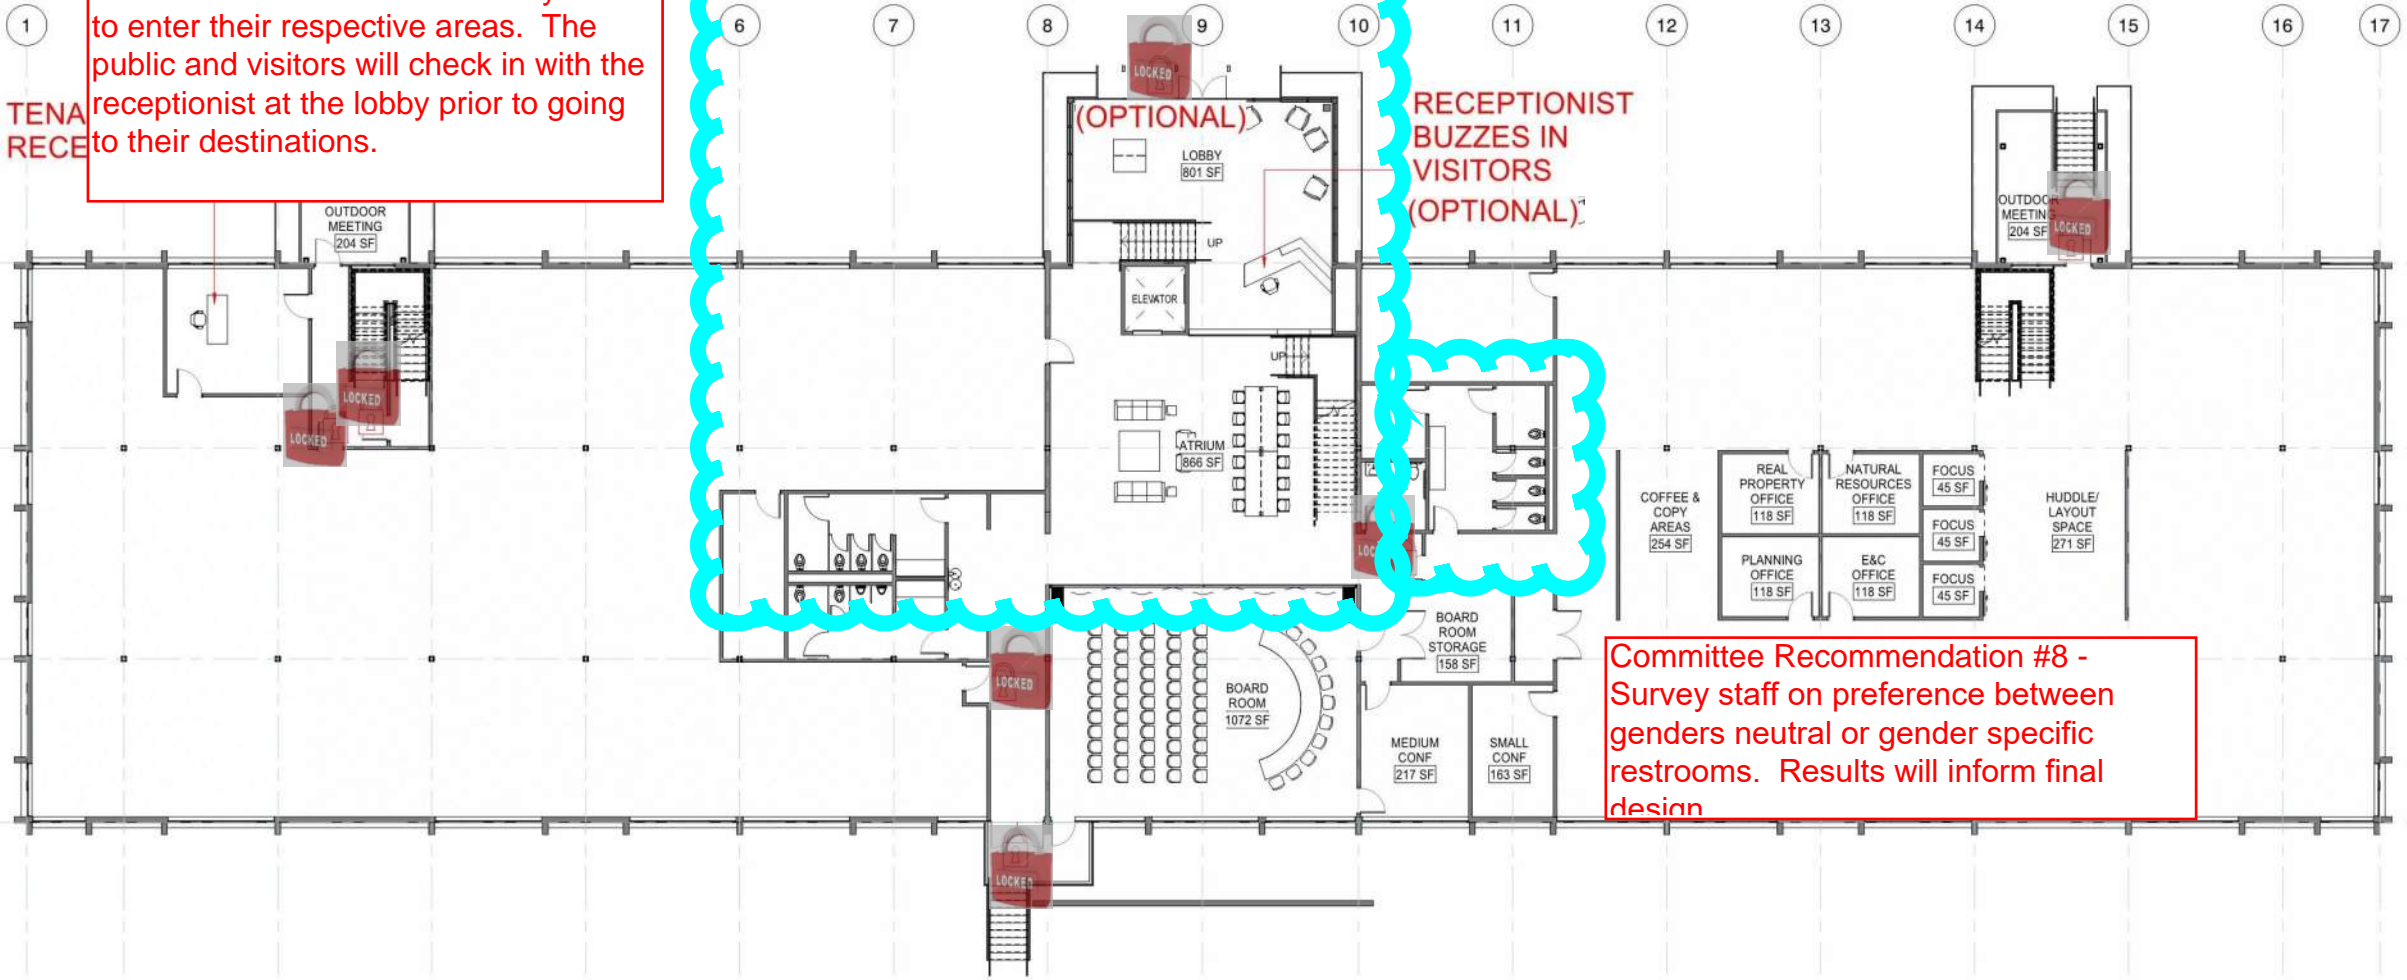 1
6
7
8
9
10
11
12
13
14
15
16
17
to enter their respective areas. The
public and visitors will check in with the
receptionist at the lobby prior to going
to their destinations.
TENA
RECE
LOCKED
(OPTIONAL)
RECEPTIONIST
BUZZES IN
VISITORS
(OPTIONAL)
LOBBY
801 SF
UP
ELEVATOR
UP
OUTDOOR
MEETING
204 SF
OUTDOOR
MEETING
204 SF
LOCKED
LOCKED
LOCKED
ATRIUM
866 SF
LOC
COFFEE &
COPY
AREAS
254 SF
REAL
PROPERTY
OFFICE
118 SF
NATURAL
RESOURCES
OFFICE
118 SF
FOCUS
45 SF
FOCUS
45 SF
FOCUS
45 SF
PLANNING
OFFICE
118 SF
E&C
OFFICE
118 SF
HUDDLE/
LAYOUT
SPACE
271 SF
BOARD
ROOM
STORAGE
158 SF
LOCKED
BOARD
ROOM
1072 SF
MEDIUM
CONF
217 SF
SMALL
CONF
163 SF
Committee Recommendation #8 -
Survey staff on preference between
genders neutral or gender specific
restrooms. Results will inform final
design
LOCKED